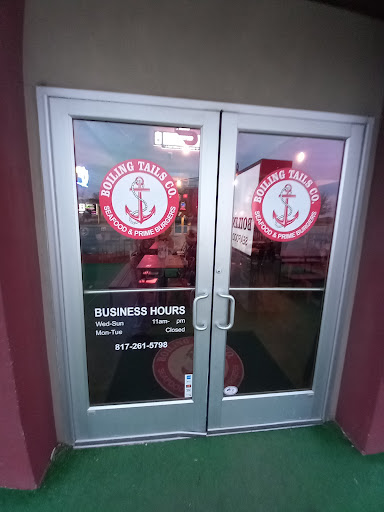 BOILING TAILS CO.
SEAFOOD & PRIME BURGERS
BOILING TAILS CO.
SEAFOOD & PRIME BURGERS
BUSINESS HOURS
Wed-Sun 11am- pm
Mon-Tue Closed
817-261-5798